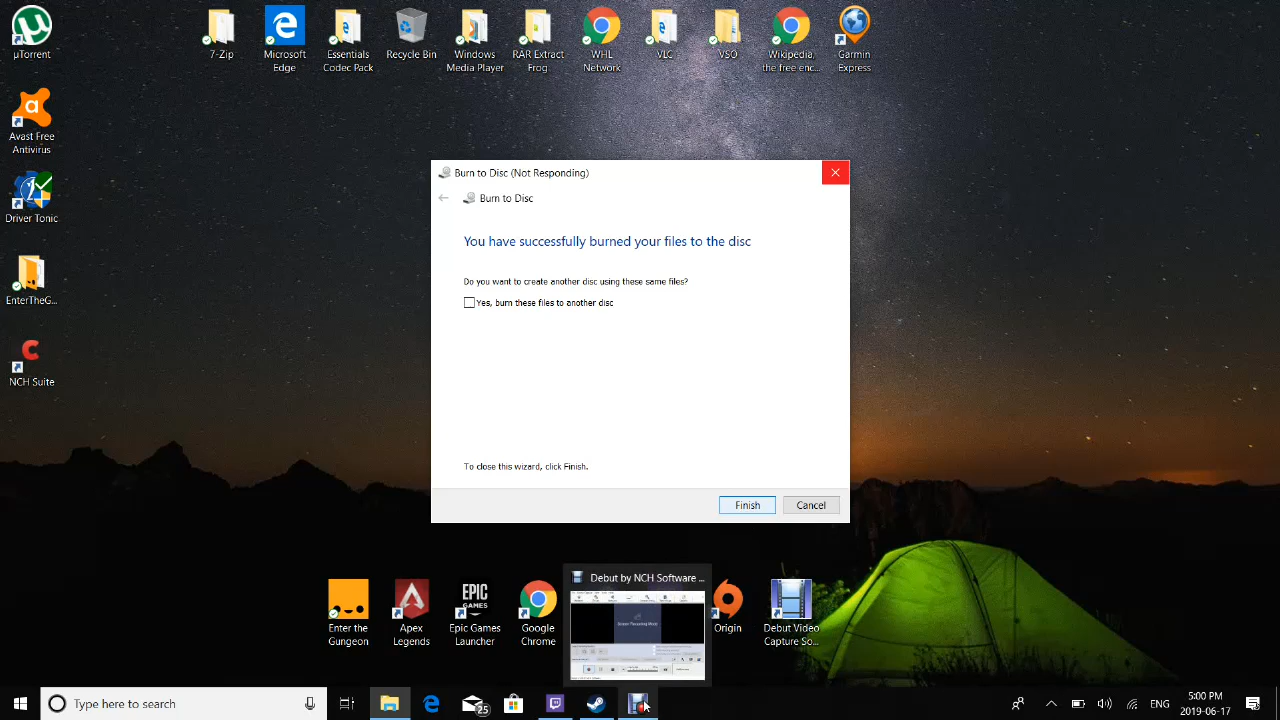 µTorrent
7-Zip
Microsoft
Edge
Essentials
Codec Pack
Recycle Bin
Windows
Media Player
RAR Extract
Frog
WHL
Network
VLC
VSO
Wikipedia,
the free enc...
Garmin
Express
Avast Free
Antivirus
Driver Tonic
EnterTheG...
NCH Suite
Burn to Disc (Not Responding)
Burn to Disc
You have successfully burned your files to the disc
Do you want to create another disc using these same files?
Yes, burn these files to another disc
To close this wizard, click Finish.
Finish
Cancel
Debut by NCH Software ...
EPIC
GAMES
Enter the
Gungeon
Apex
Legends
Epic Games
Launcher
Google
Chrome
Origin
Debut Video
Capture So...
Type here to search
25
ENG
5:00 PM
2019-06-17